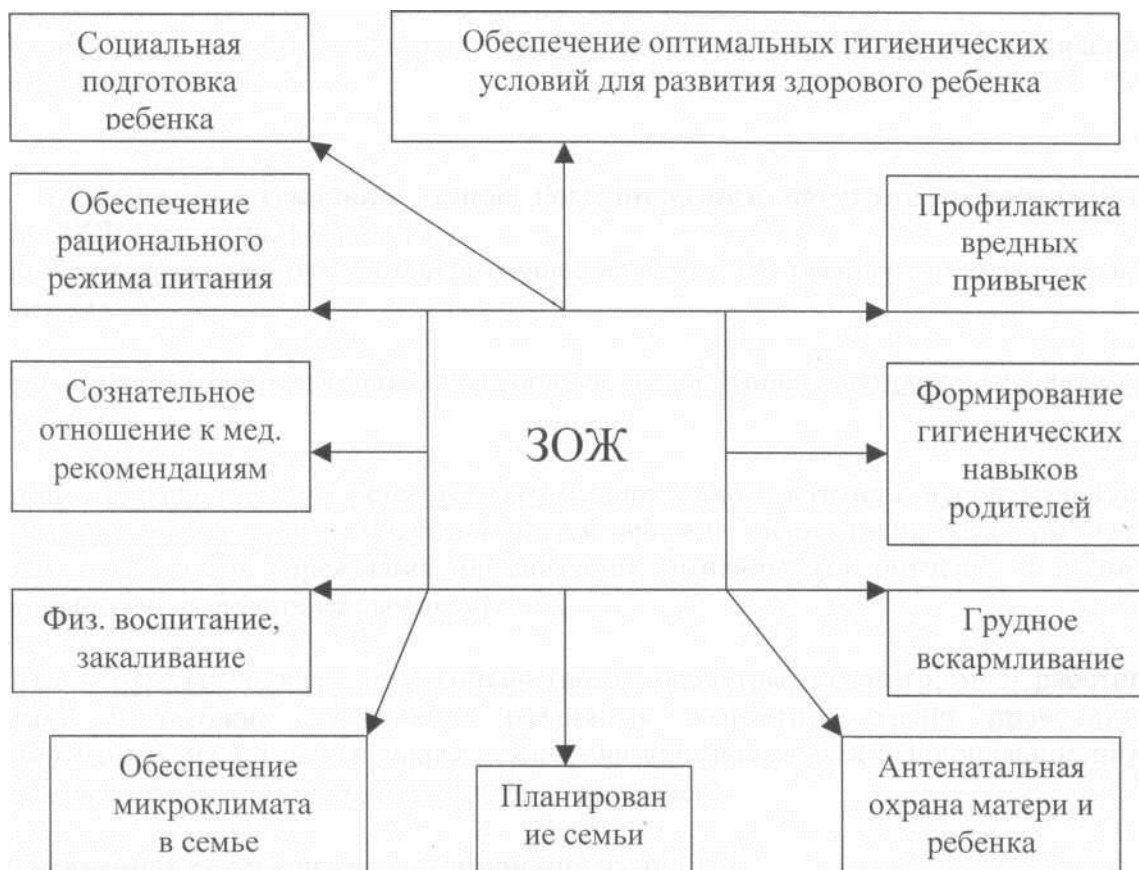 Социальная
подготовка
ребенка
Обеспечение оптимальных гигиенических
условий для развития здорового ребенка
Обеспечение
рационального
режима питания
Профилактика
вредных
привычек
Сознательное
отношение к мед.
рекомендациям
ЗОЖ
Формирование
гигиенических
навыков
родителей
Физ. воспитание,
закаливание
Грудное
вскармливание
Обеспечение
микроклимата
в семье
Планирован
ие семьи
Антенатальная
охрана матери и
ребенка